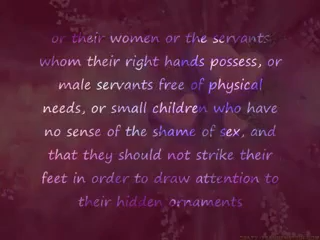 or their women or the servants
whom their right hands possess, or
male servants free of physical
needs, or small children who have
no sense of the shame of sex, and
that they should not strike their
feet in order to draw attention to
their hidden ornaments